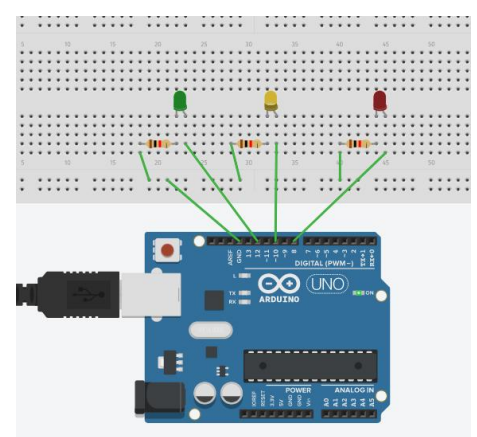 5 10 15 20 25 30 35 40 45 50
5 10 15 20 25 30 35 40 45 50
AREF
GND
13
12
~11
~10
~9
8
7
~6
~5
4
~3
2
TX→1
RX←0
DIGITAL (PWM~)
L
TX
RX
UNO
ON
ARDUINO
POWER
ANALOG IN
IOREF
RESET
3.3V
5V
GND
GND
Vin
A0
A1
A2
A3
A4
A5